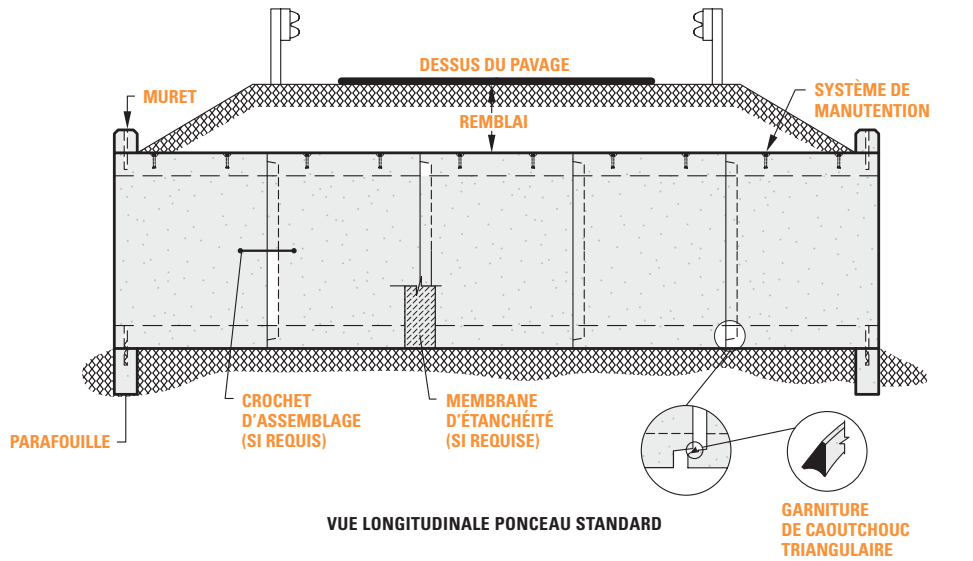 DESSUS DU PAVAGE
MURET
SYSTÈME DE
MANUTENTION
REMBLAI
CROCHET
D'ASSEMBLAGE
(SI REQUIS)
MEMBRANE
D'ÉTANCHÉITÉ
(SI REQUISE)
PARAFOUILLE
GARNITURE
DE CAOUTCHOUC
TRIANGULAIRE
VUE LONGITUDINALE PONCEAU STANDARD